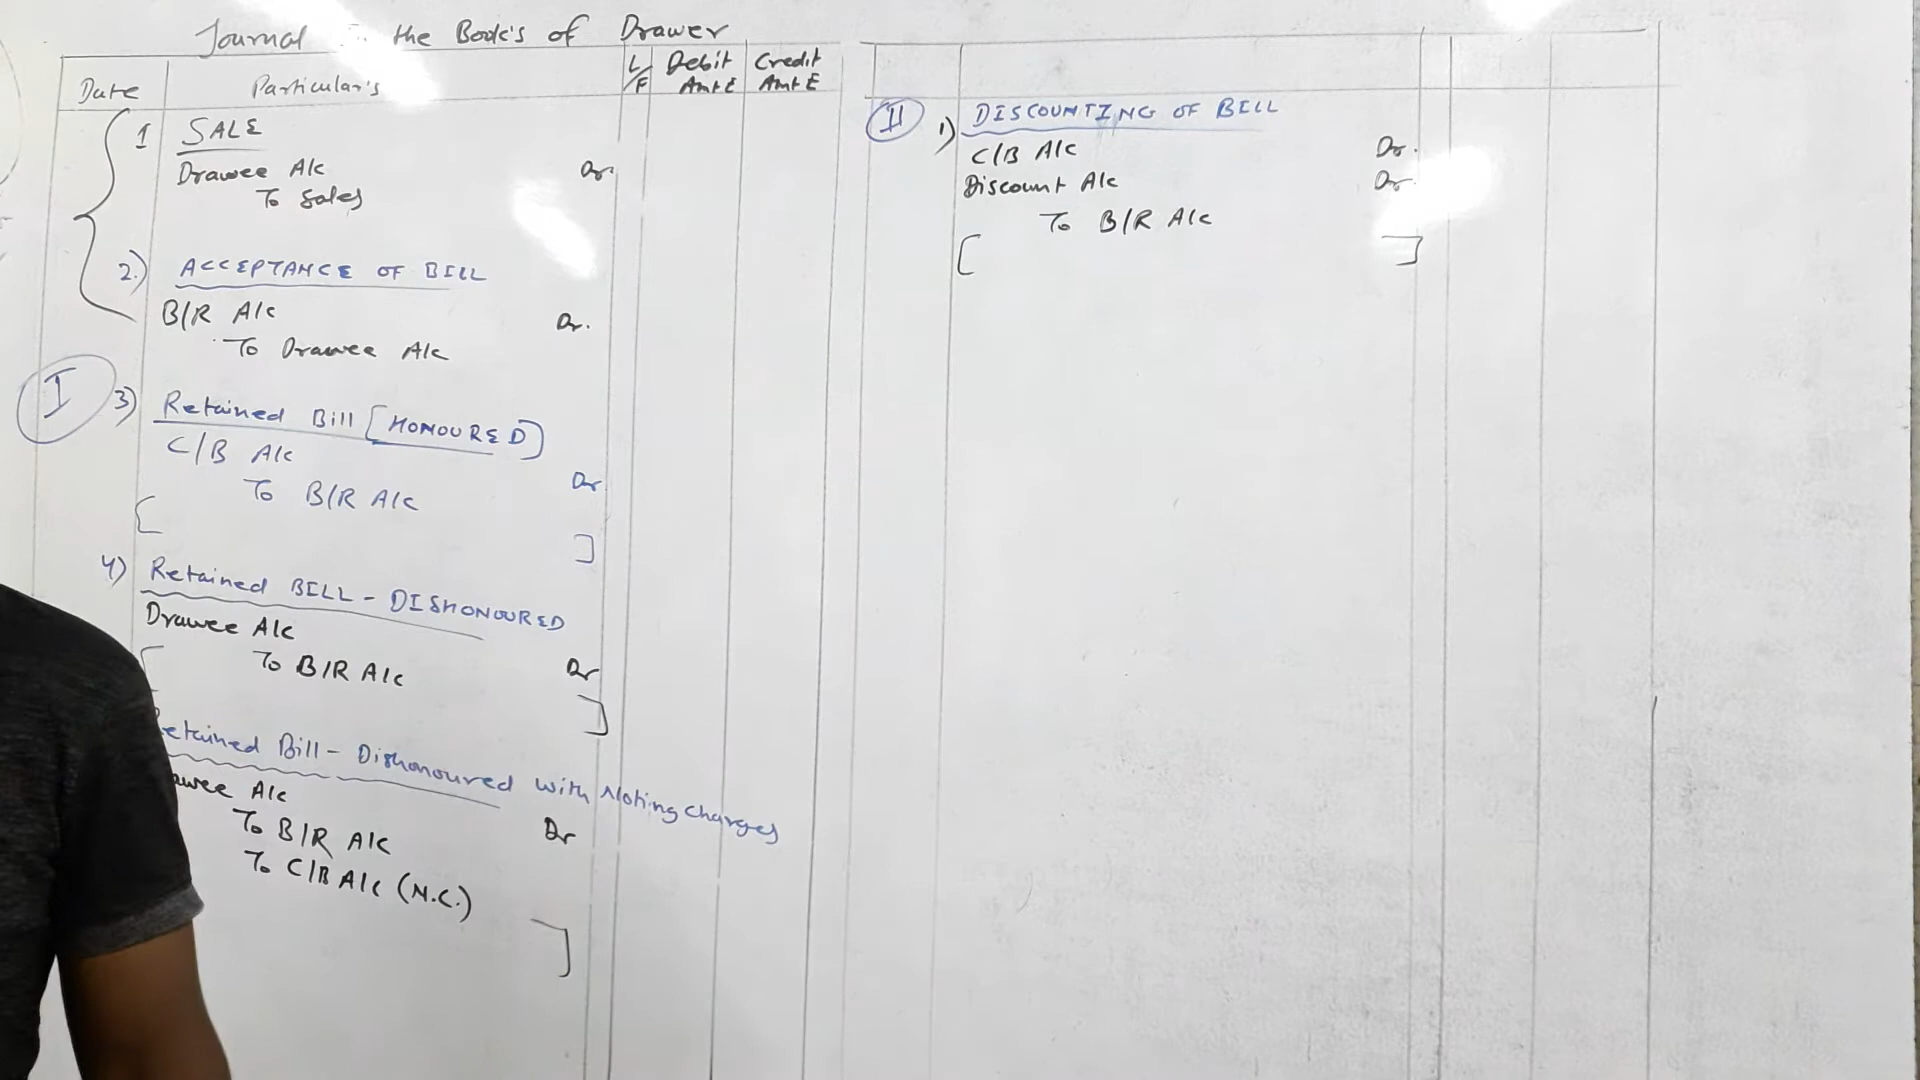 Journal the Book's of Drawer
Date Particular's L/F Debit Amt ₤ Credit Amt ₤
1 SALE
Drawee A/c Dr.
To Sales
2.) ACCEPTANCE OF BILL
B/R A/c Dr.
To Drawee A/c
I
3) Retained Bill [HONOURED]
C/B A/c Dr
To B/R A/c
[ ]
4) Retained BILL - DISHONOURED
Drawee A/c Dr
To B/R A/c
[ ]
etained Bill - Dishonoured with Noting Charges
awee A/c Dr
To B/R A/c
To C/B A/c (N.C.)
]
II 1) DISCOUNTING OF BILL
C/B A/c Dr.
Discount A/c Dr.
To B/R A/c
[ ]